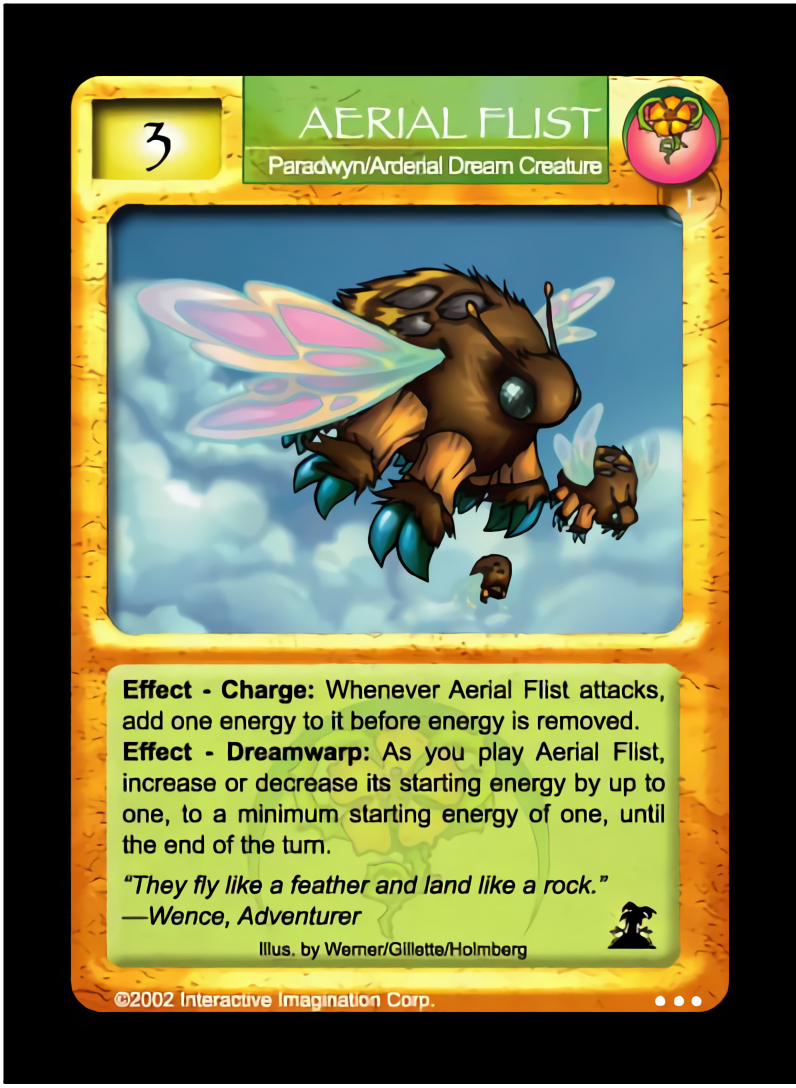 3
AERIAL FLIST
Paradwyn/Arderial Dream Creature
1
Effect - Charge: Whenever Aerial Flist attacks,
add one energy to it before energy is removed.
Effect - Dreamwarp: As you play Aerial Flist,
increase or decrease its starting energy by up to
one, to a minimum starting energy of one, until
the end of the turn.
"They fly like a feather and land like a rock."
—Wence, Adventurer
Illus. by Werner/Gillette/Holmberg
©2002 Interactive Imagination Corp.